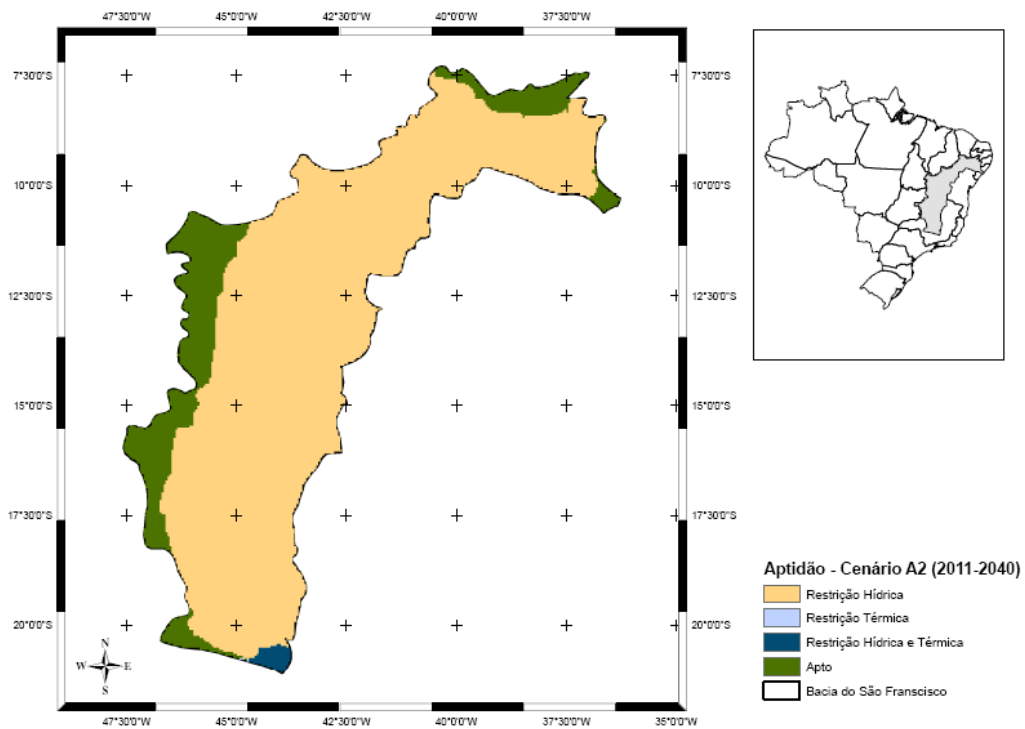 47°30'0"W 45°0'0"W 42°30'0"W 40°0'0"W 37°30'0"W 35°0'0"W
7°30'0"S 7°30'0"S
10°0'0"S 10°0'0"S
12°30'0"S 12°30'0"S
15°0'0"S 15°0'0"S
17°30'0"S 17°30'0"S
20°0'0"S 20°0'0"S
N
W E
S
47°30'0"W 45°0'0"W 42°30'0"W 40°0'0"W 37°30'0"W 35°0'0"W
Aptidão - Cenário A2 (2011-2040)
Restrição Hídrica
Restrição Térmica
Restrição Hídrica e Térmica
Apto
Bacia do São Franscisco